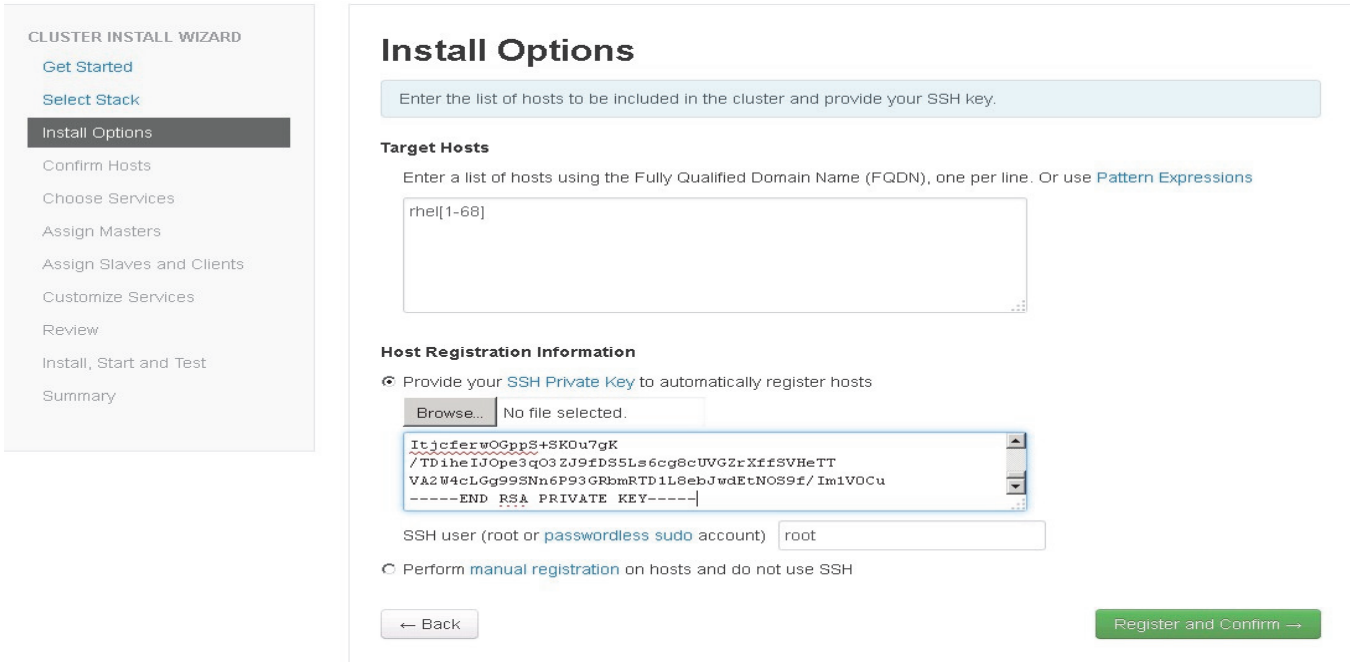 CLUSTER INSTALL WIZARD
Get Started
Select Stack
Install Options
Confirm Hosts
Choose Services
Assign Masters
Assign Slaves and Clients
Customize Services
Review
Install, Start and Test
Summary
Install Options
Enter the list of hosts to be included in the cluster and provide your SSH key.
Target Hosts
Enter a list of hosts using the Fully Qualified Domain Name (FQDN), one per line. Or use Pattern Expressions
rhel[1-68]
Host Registration Information
Provide your SSH Private Key to automatically register hosts
Browse... No file selected.
ItjcferwOGppS+SKOu7gK
/TDiheIJOpe3qO3ZJ9fDS5Ls6cg8cUVGZrXffSVHeTT
VA2W4cLGg99SNn6P93GRbmRTD1L8ebJwdEtNOS9f/Im1VOCu
-----END RSA PRIVATE KEY-----
SSH user (root or passwordless sudo account) root
Perform manual registration on hosts and do not use SSH
← Back
Register and Confirm →